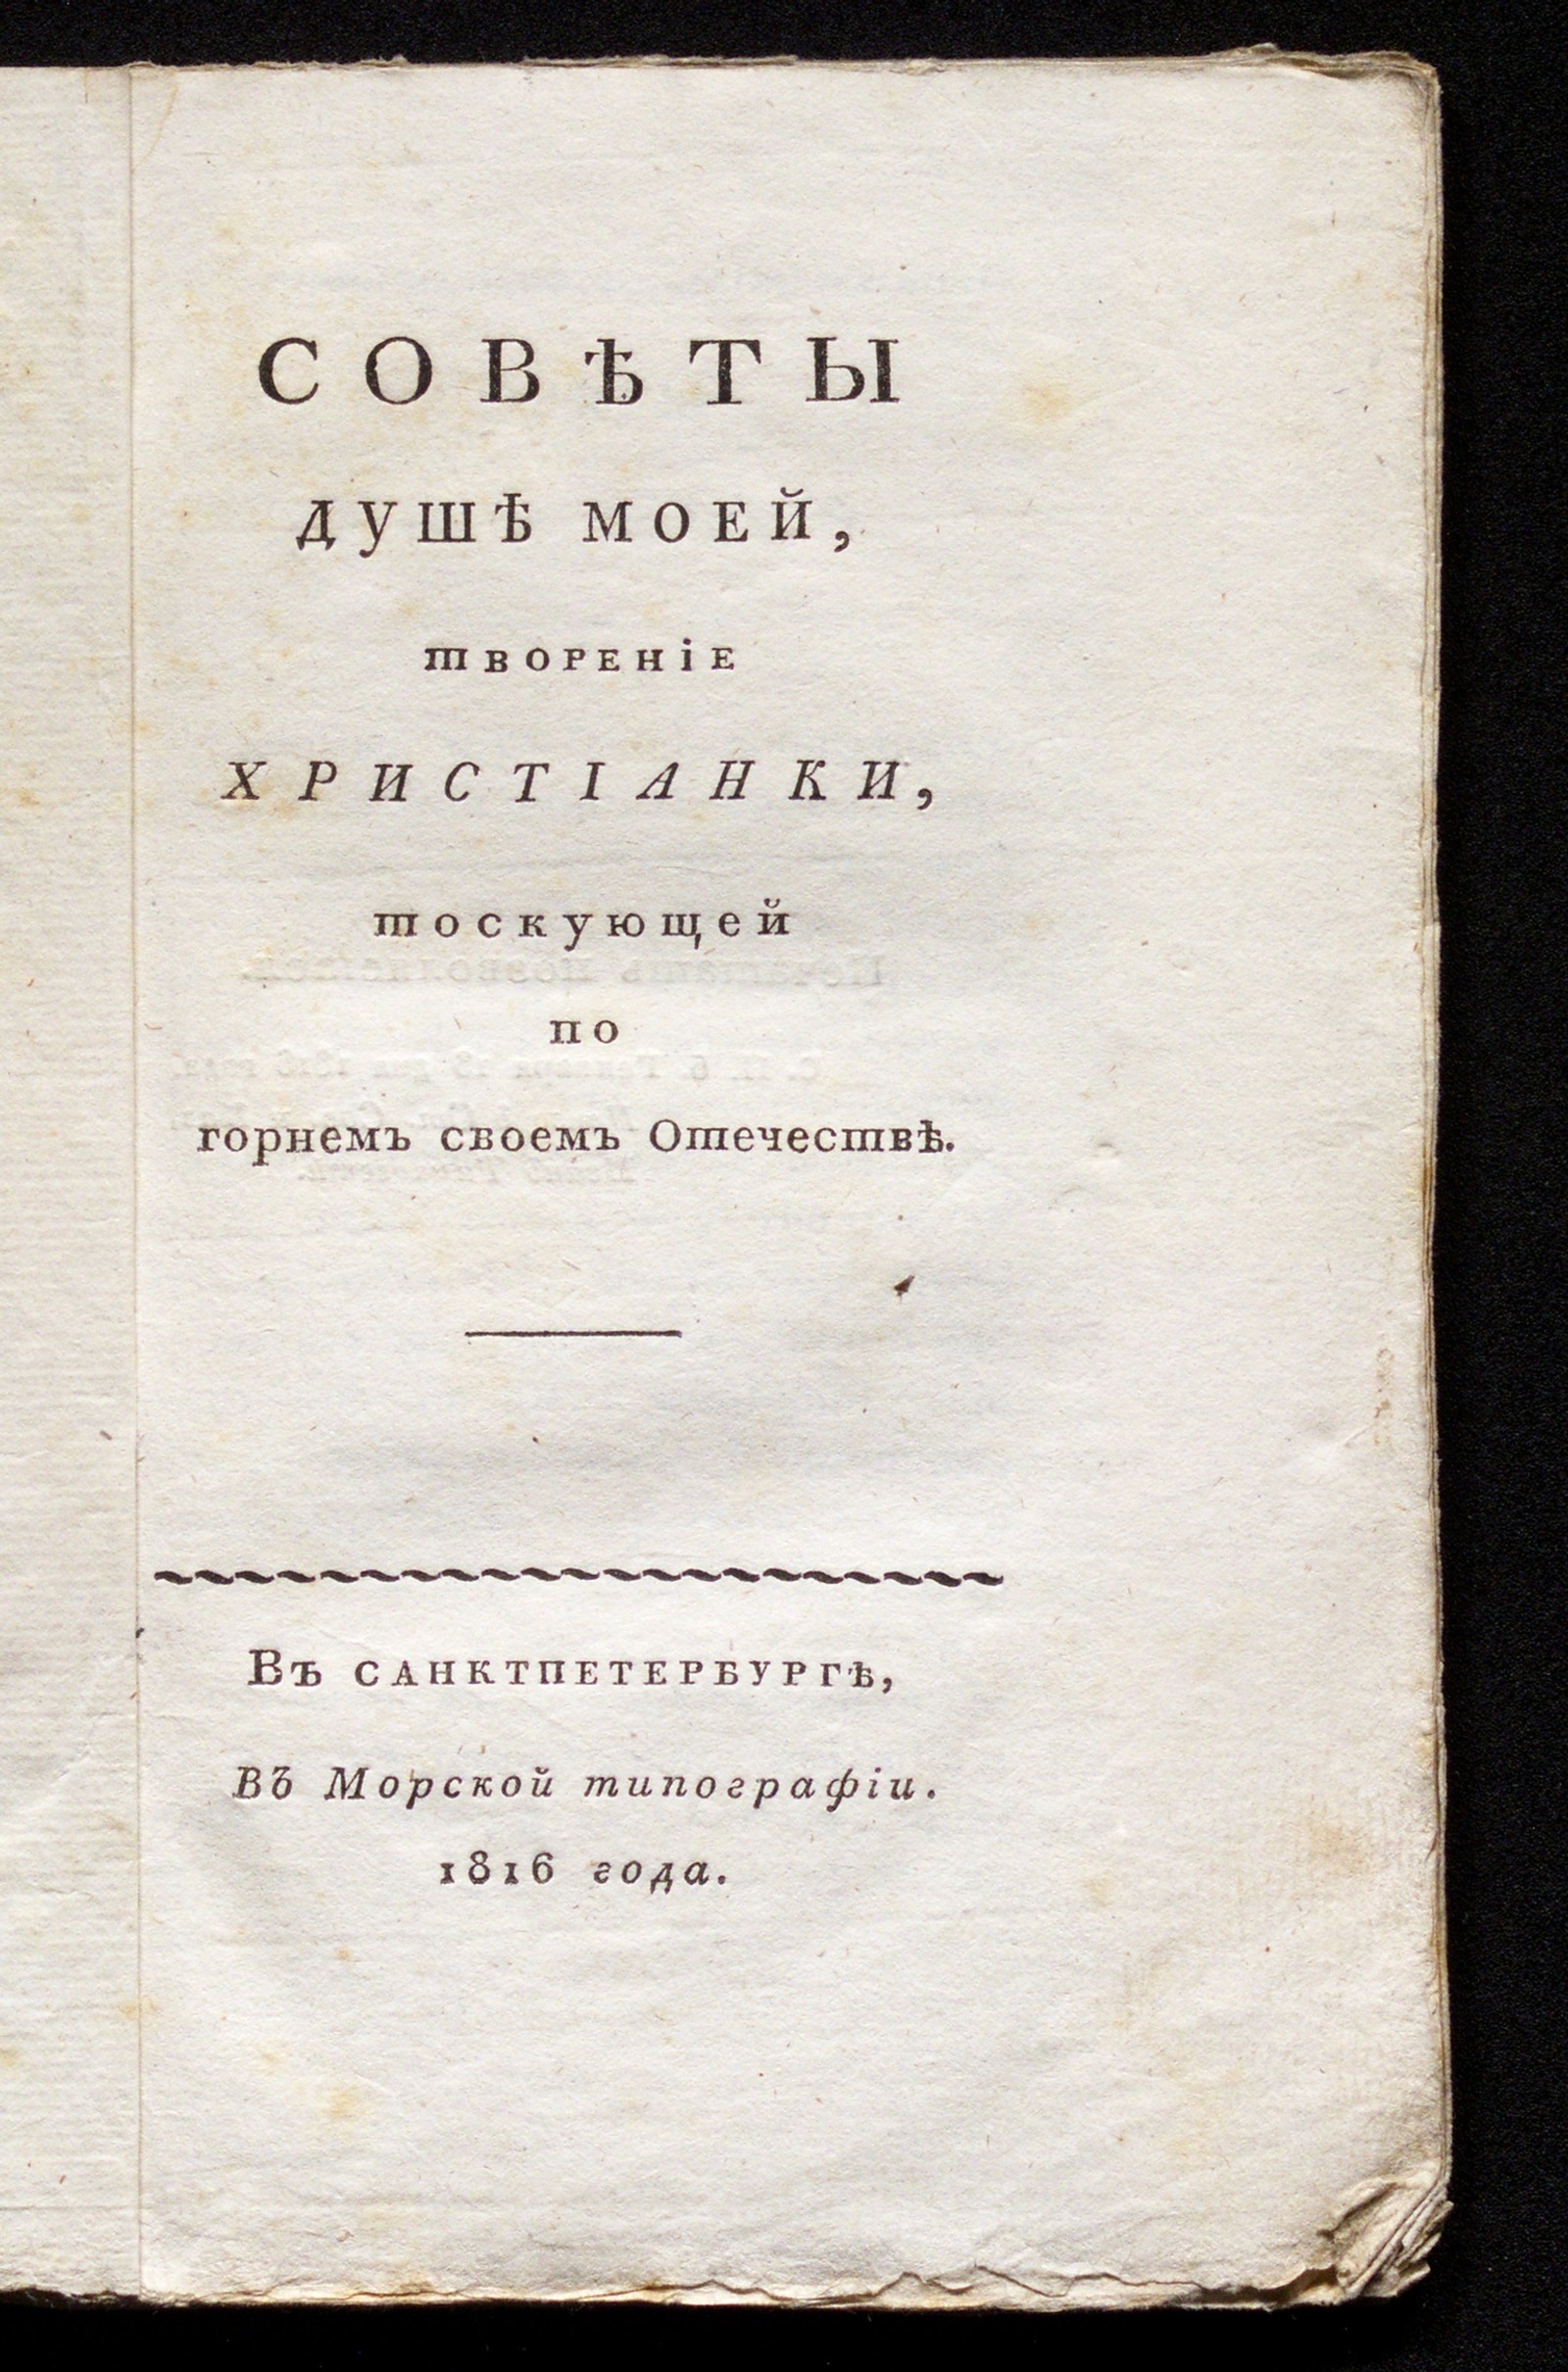 СОВѢТЫ
ДУШѢ МОЕЙ,
ТВОРЕНІЕ
ХРИСТІАНКИ,
тоскующей
по
горнемъ своемъ Отечествѣ.
Въ САНКТПЕТЕРБУРГѢ,
въ Морской типографіи.
1816 года.